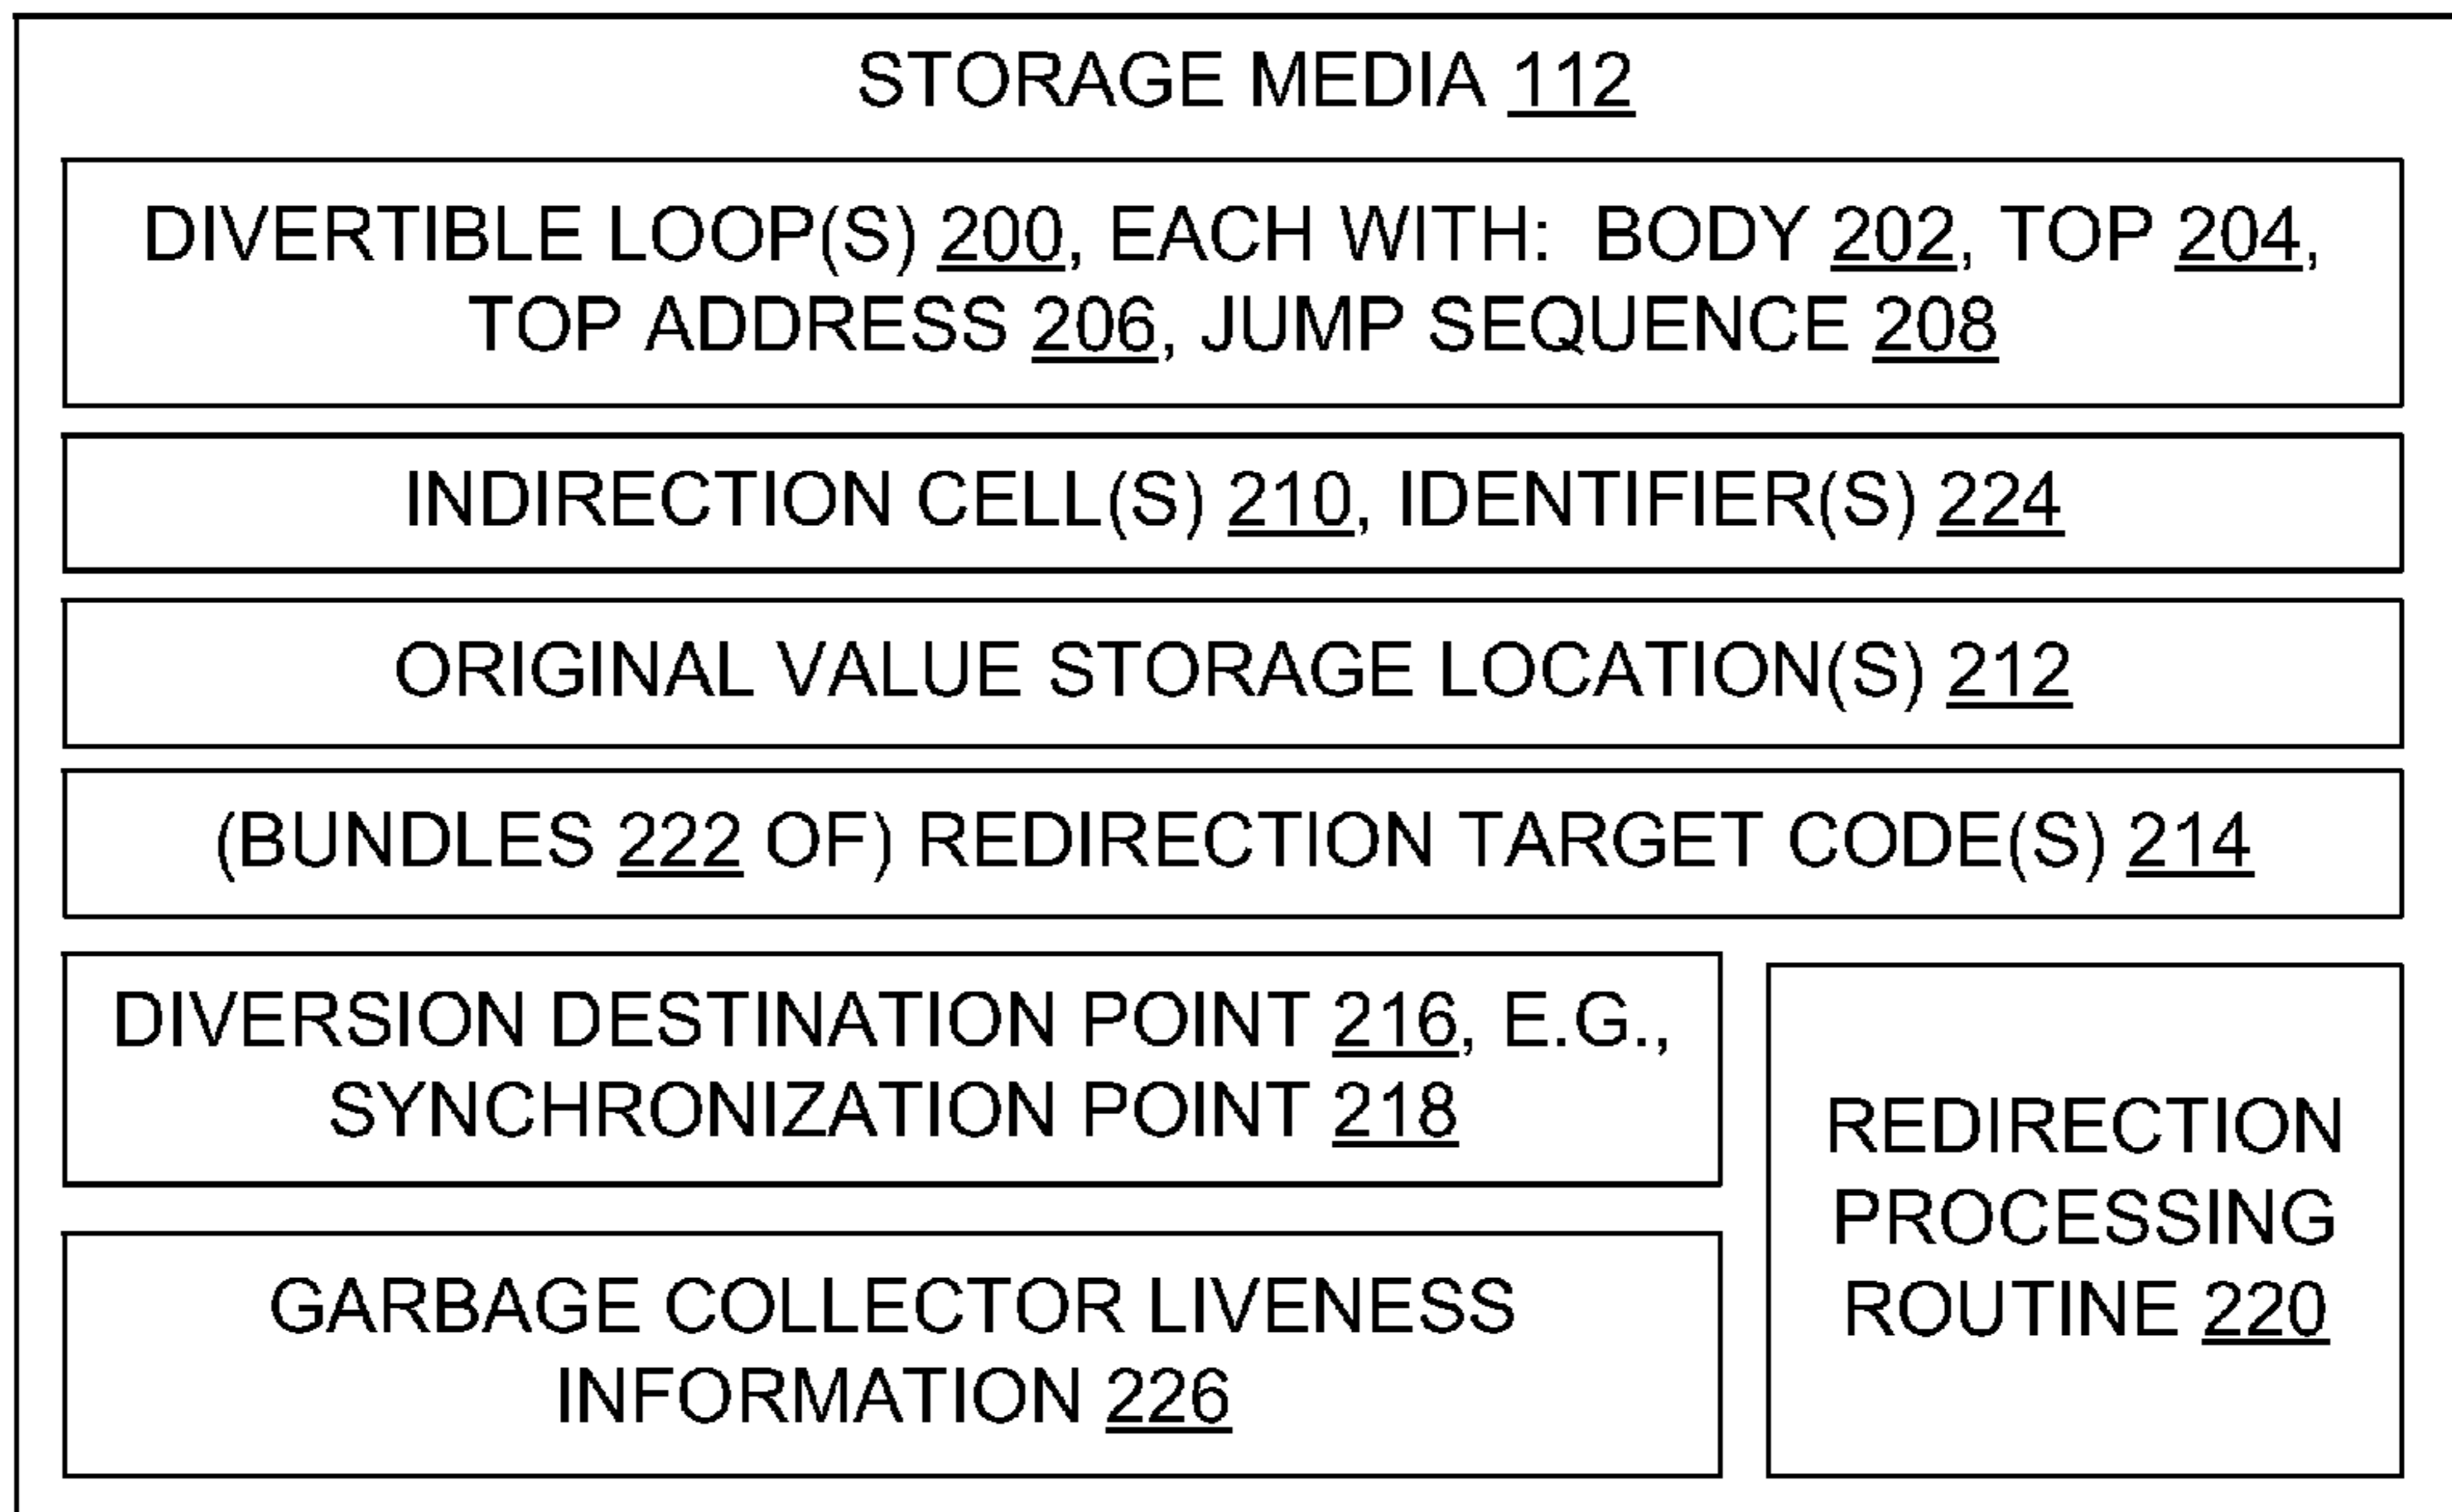 STORAGE MEDIA 112
DIVERTIBLE LOOP(S) 200, EACH WITH: BODY 202, TOP 204,
TOP ADDRESS 206, JUMP SEQUENCE 208
INDIRECTION CELL(S) 210, IDENTIFIER(S) 224
ORIGINAL VALUE STORAGE LOCATION(S) 212
(BUNDLES 222 OF) REDIRECTION TARGET CODE(S) 214
DIVERSION DESTINATION POINT 216, E.G.,
SYNCHRONIZATION POINT 218
GARBAGE COLLECTOR LIVENESS
INFORMATION 226
REDIRECTION
PROCESSING
ROUTINE 220